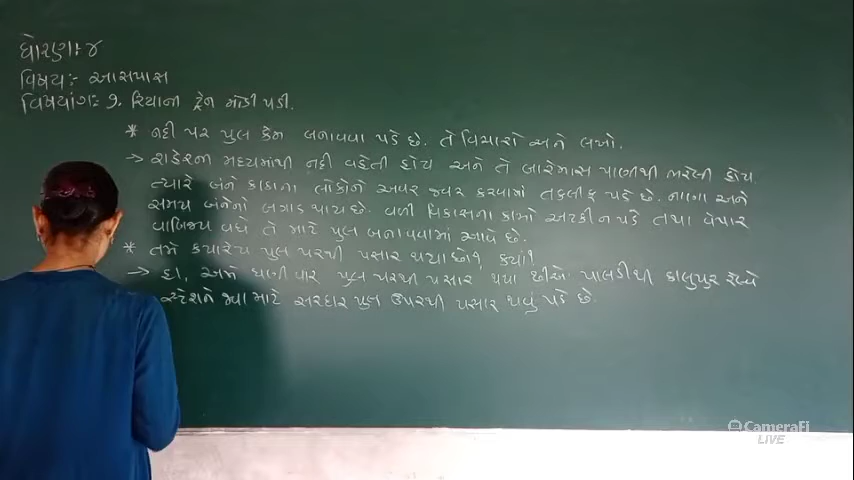 ધોરણઃ ૪
વિષયઃ- આસપાસ
વિષયાંગઃ ૭. રિયાની ટ્રેન મોડી પડી.
* નદી પર પુલ કેમ બનાવવા પડે છે. તે વિચારો અને લખો.
→ શહેરની મધ્યમાંથી નદી વહેતી હોય અને તે બારેમાસ પાણીથી ભરેલી હોય
ત્યારે બંને કાંઠાના લોકોને અવર જવર કરવામાં તકલીફ પડે છે. નાણા અને
સમય બંનેનો બગાડ થાય છે. વળી વિકાસના કામો અટકી ન પડે તથા વેપાર
વાણિજ્ય વધે તે માટે પુલ બનાવવામાં આવે છે.
* તમે ક્યારેય પુલ પરથી પસાર થયા છો? ક્યાં?
→ હા, અમે ઘણી વાર પુલ પરથી પસાર થયા છીએ. પાલડીથી કાલુપુર રેલ્વે
સ્ટેશને જવા માટે સરદાર પુલ ઉપરથી પસાર થવું પડે છે.
CameraFi
LIVE